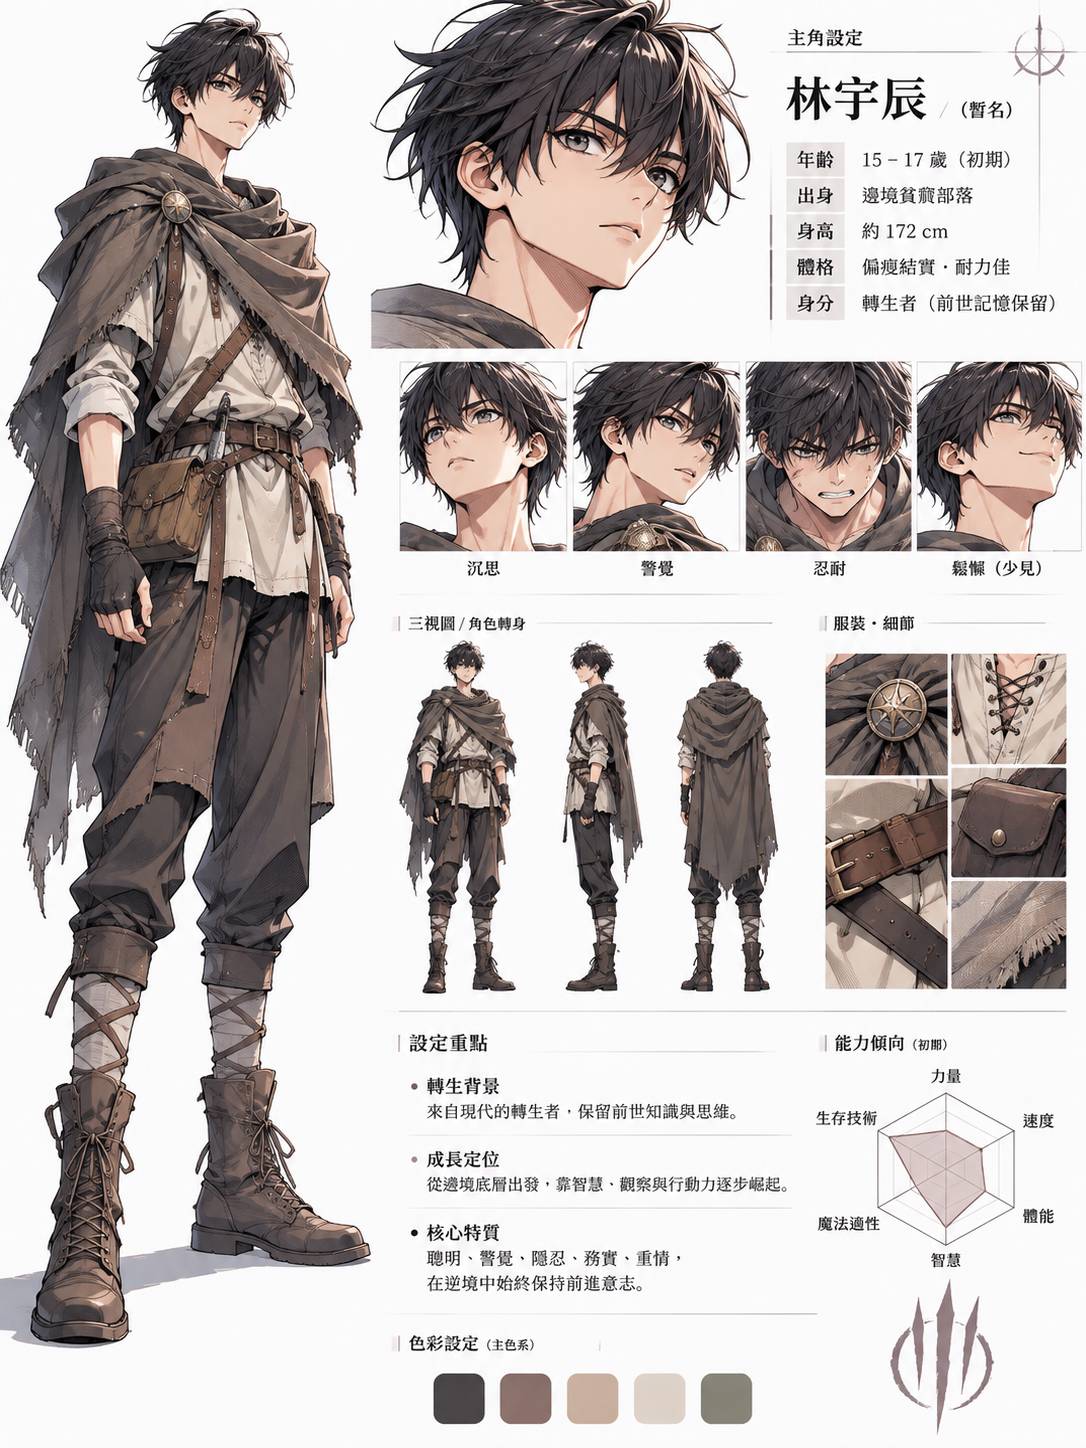 主角設定
林宇辰 / (暫名)
年齡 15 – 17 歲（初期）
出身 邊境貧瘠部落
身高 約 172 cm
體格 偏瘦結實・耐力佳
身分 轉生者（前世記憶保留）
沉思
警覺
忍耐
鬆懈（少見）
三視圖 / 角色轉身
服裝・細節
設定重點
• 轉生背景
來自現代的轉生者，保留前世知識與思維。
• 成長定位
從邊境底層出發，靠智慧、觀察與行動力逐步崛起。
• 核心特質
聰明、警覺、隱忍、務實、重情，
在逆境中始終保持前進意志。
能力傾向（初期）
力量
速度
體能
智慧
魔法適性
生存技術
色彩設定（主色系）